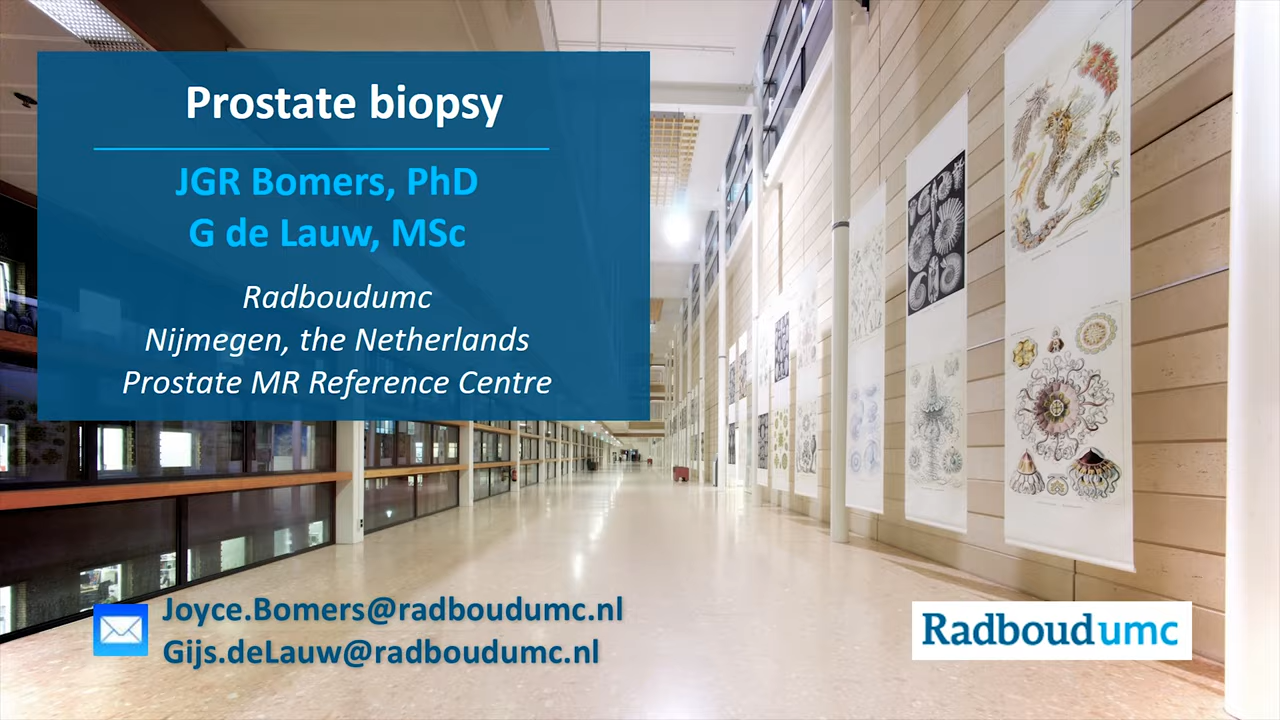 Prostate biopsy
JGR Bomers, PhD
G de Lauw, MSc
Radboudumc
Nijmegen, the Netherlands
Prostate MR Reference Centre
Joyce.Bomers@radboudumc.nl
Gijs.deLauw@radboudumc.nl
Radboudumc